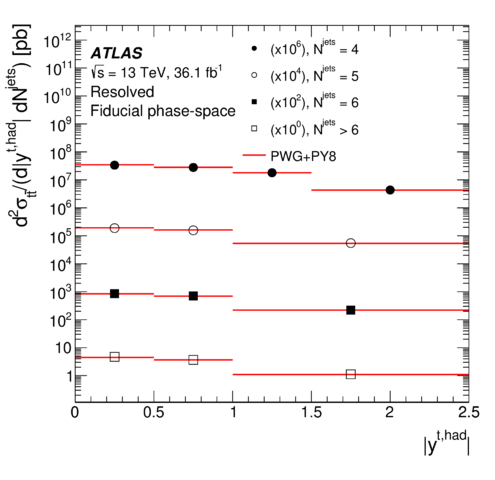 d²σ_tt̄/(d|y^t,had| dN^jets) [pb]
10¹²
10¹¹
10¹⁰
10⁹
10⁸
10⁷
10⁶
10⁵
10⁴
10³
10²
10
1
ATLAS
√s = 13 TeV, 36.1 fb⁻¹
Resolved
Fiducial phase-space
(x10⁶), N^jets = 4
(x10⁴), N^jets = 5
(x10²), N^jets = 6
(x10⁰), N^jets > 6
PWG+PY8
0 0.5 1 1.5 2 2.5
|y^t,had|